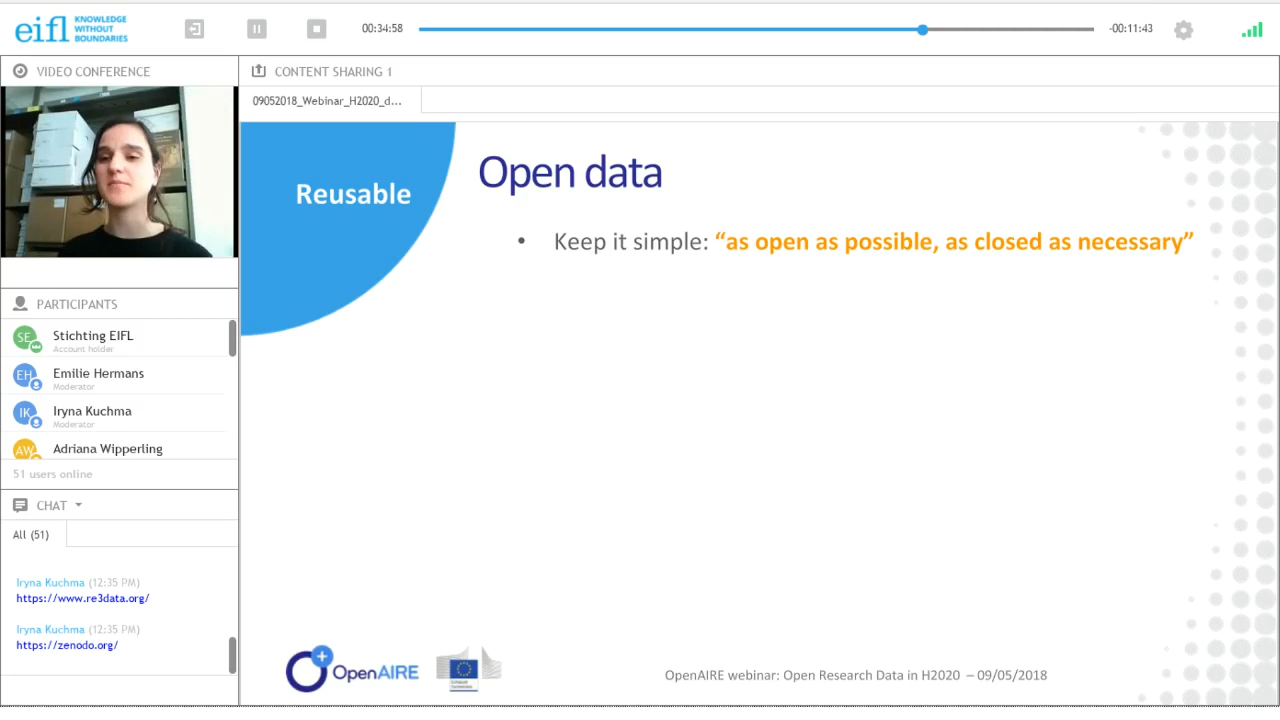 eifl KNOWLEDGE
WITHOUT
BOUNDARIES
00:34:58
-00:11:43
VIDEO CONFERENCE
CONTENT SHARING 1
09052018_Webinar_H2020_d...
Reusable
Open data
• Keep it simple: “as open as possible, as closed as necessary”
PARTICIPANTS
SE
Stichting EIFL
Account holder
EH
Emilie Hermans
Moderator
IK
Iryna Kuchma
Moderator
AW
Adriana Wipperling
51 users online
CHAT
All (51)
Iryna Kuchma (12:35 PM)
https://www.re3data.org/
Iryna Kuchma (12:35 PM)
https://zenodo.org/
OpenAIRE
OpenAIRE webinar: Open Research Data in H2020 – 09/05/2018